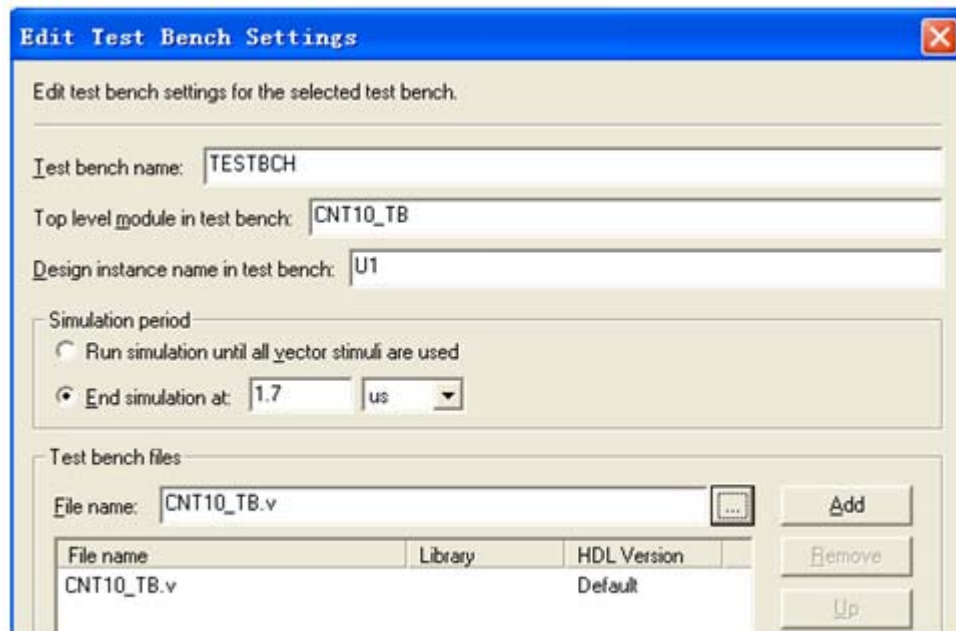 Edit Test Bench Settings
Edit test bench settings for the selected test bench.
Test bench name: TESTBCH
Top level module in test bench: CNT10_TB
Design instance name in test bench: U1
Simulation period
Run simulation until all vector stimuli are used
End simulation at: 1.7 us
Test bench files
File name: CNT10_TB.v ... Add
File name Library HDL Version Remove
CNT10_TB.v Default
Up